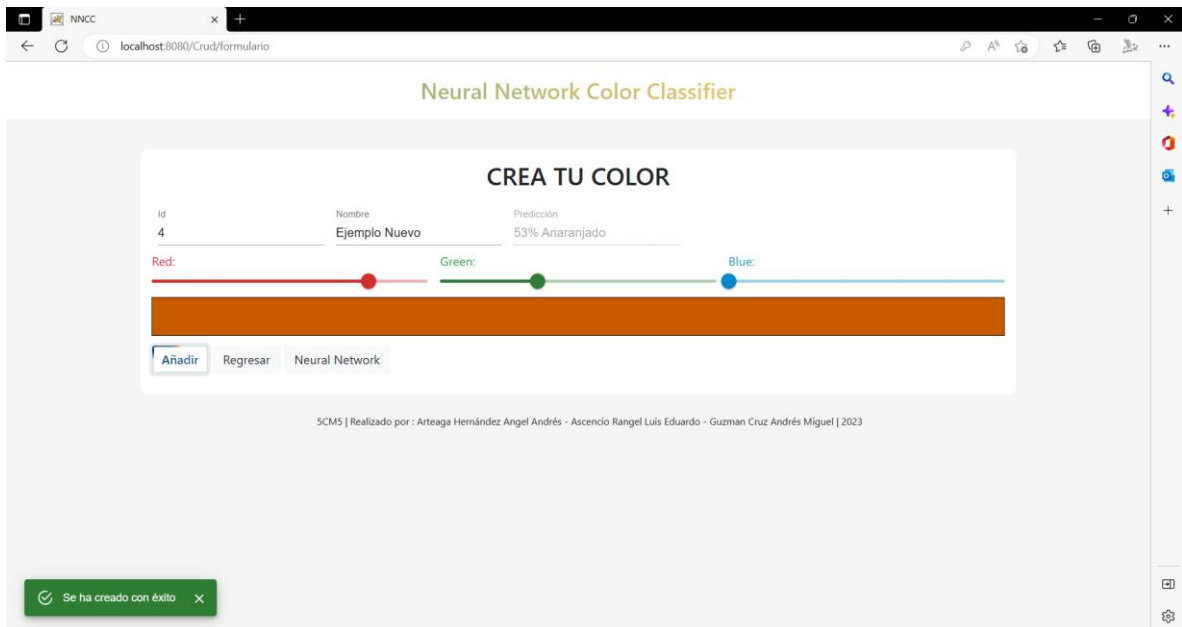 NNCC
localhost:8080/Crud/formulario
Neural Network Color Classifier
CREA TU COLOR
Id
Nombre
Predicción
4
Ejemplo Nuevo
53% Anaranjado
Red:
Green:
Blue:
Añadir
Regresar
Neural Network
5CM5 | Realizado por : Arteaga Hernández Angel Andrés - Ascencio Rangel Luis Eduardo - Guzman Cruz Andrés Miguel | 2023
Se ha creado con éxito